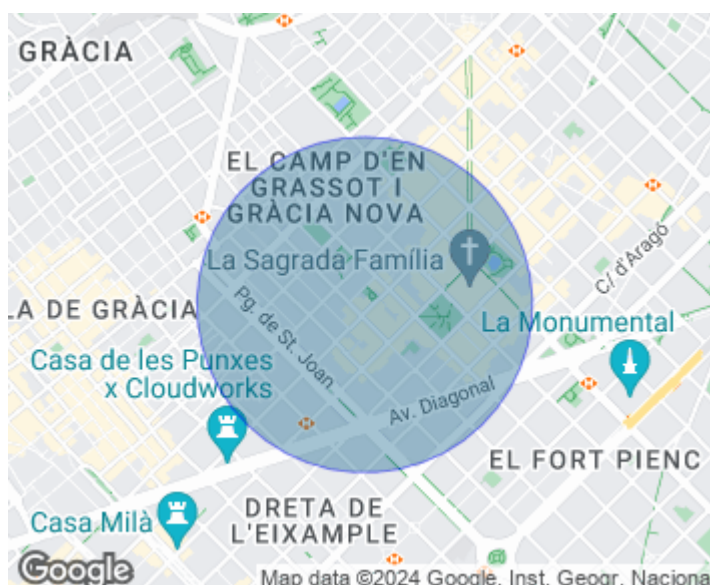 GRÀCIA
EL CAMP D'EN
GRASSOT I
GRÀCIA NOVA
La Sagrada Família
C/ d'Aragó
LA DE GRÀCIA
Pg. de St. Joan
La Monumental
Casa de les Punxes
x Cloudworks
Av. Diagonal
EL FORT PIENC
DRETA DE
L'EIXAMPLE
Casa Milà
Google
Map data ©2024 Google, Inst. Geogr. Naciona